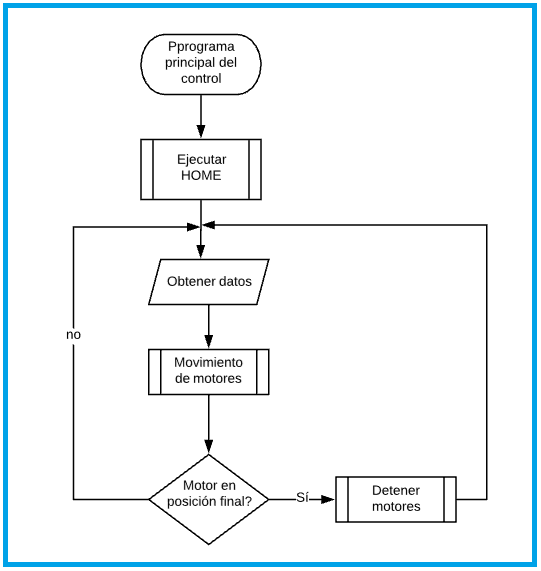 Pprograma
principal del
control
Ejecutar
HOME
Obtener datos
no
Movimiento
de motores
Motor en
posición final?
Sí
Detener
motores